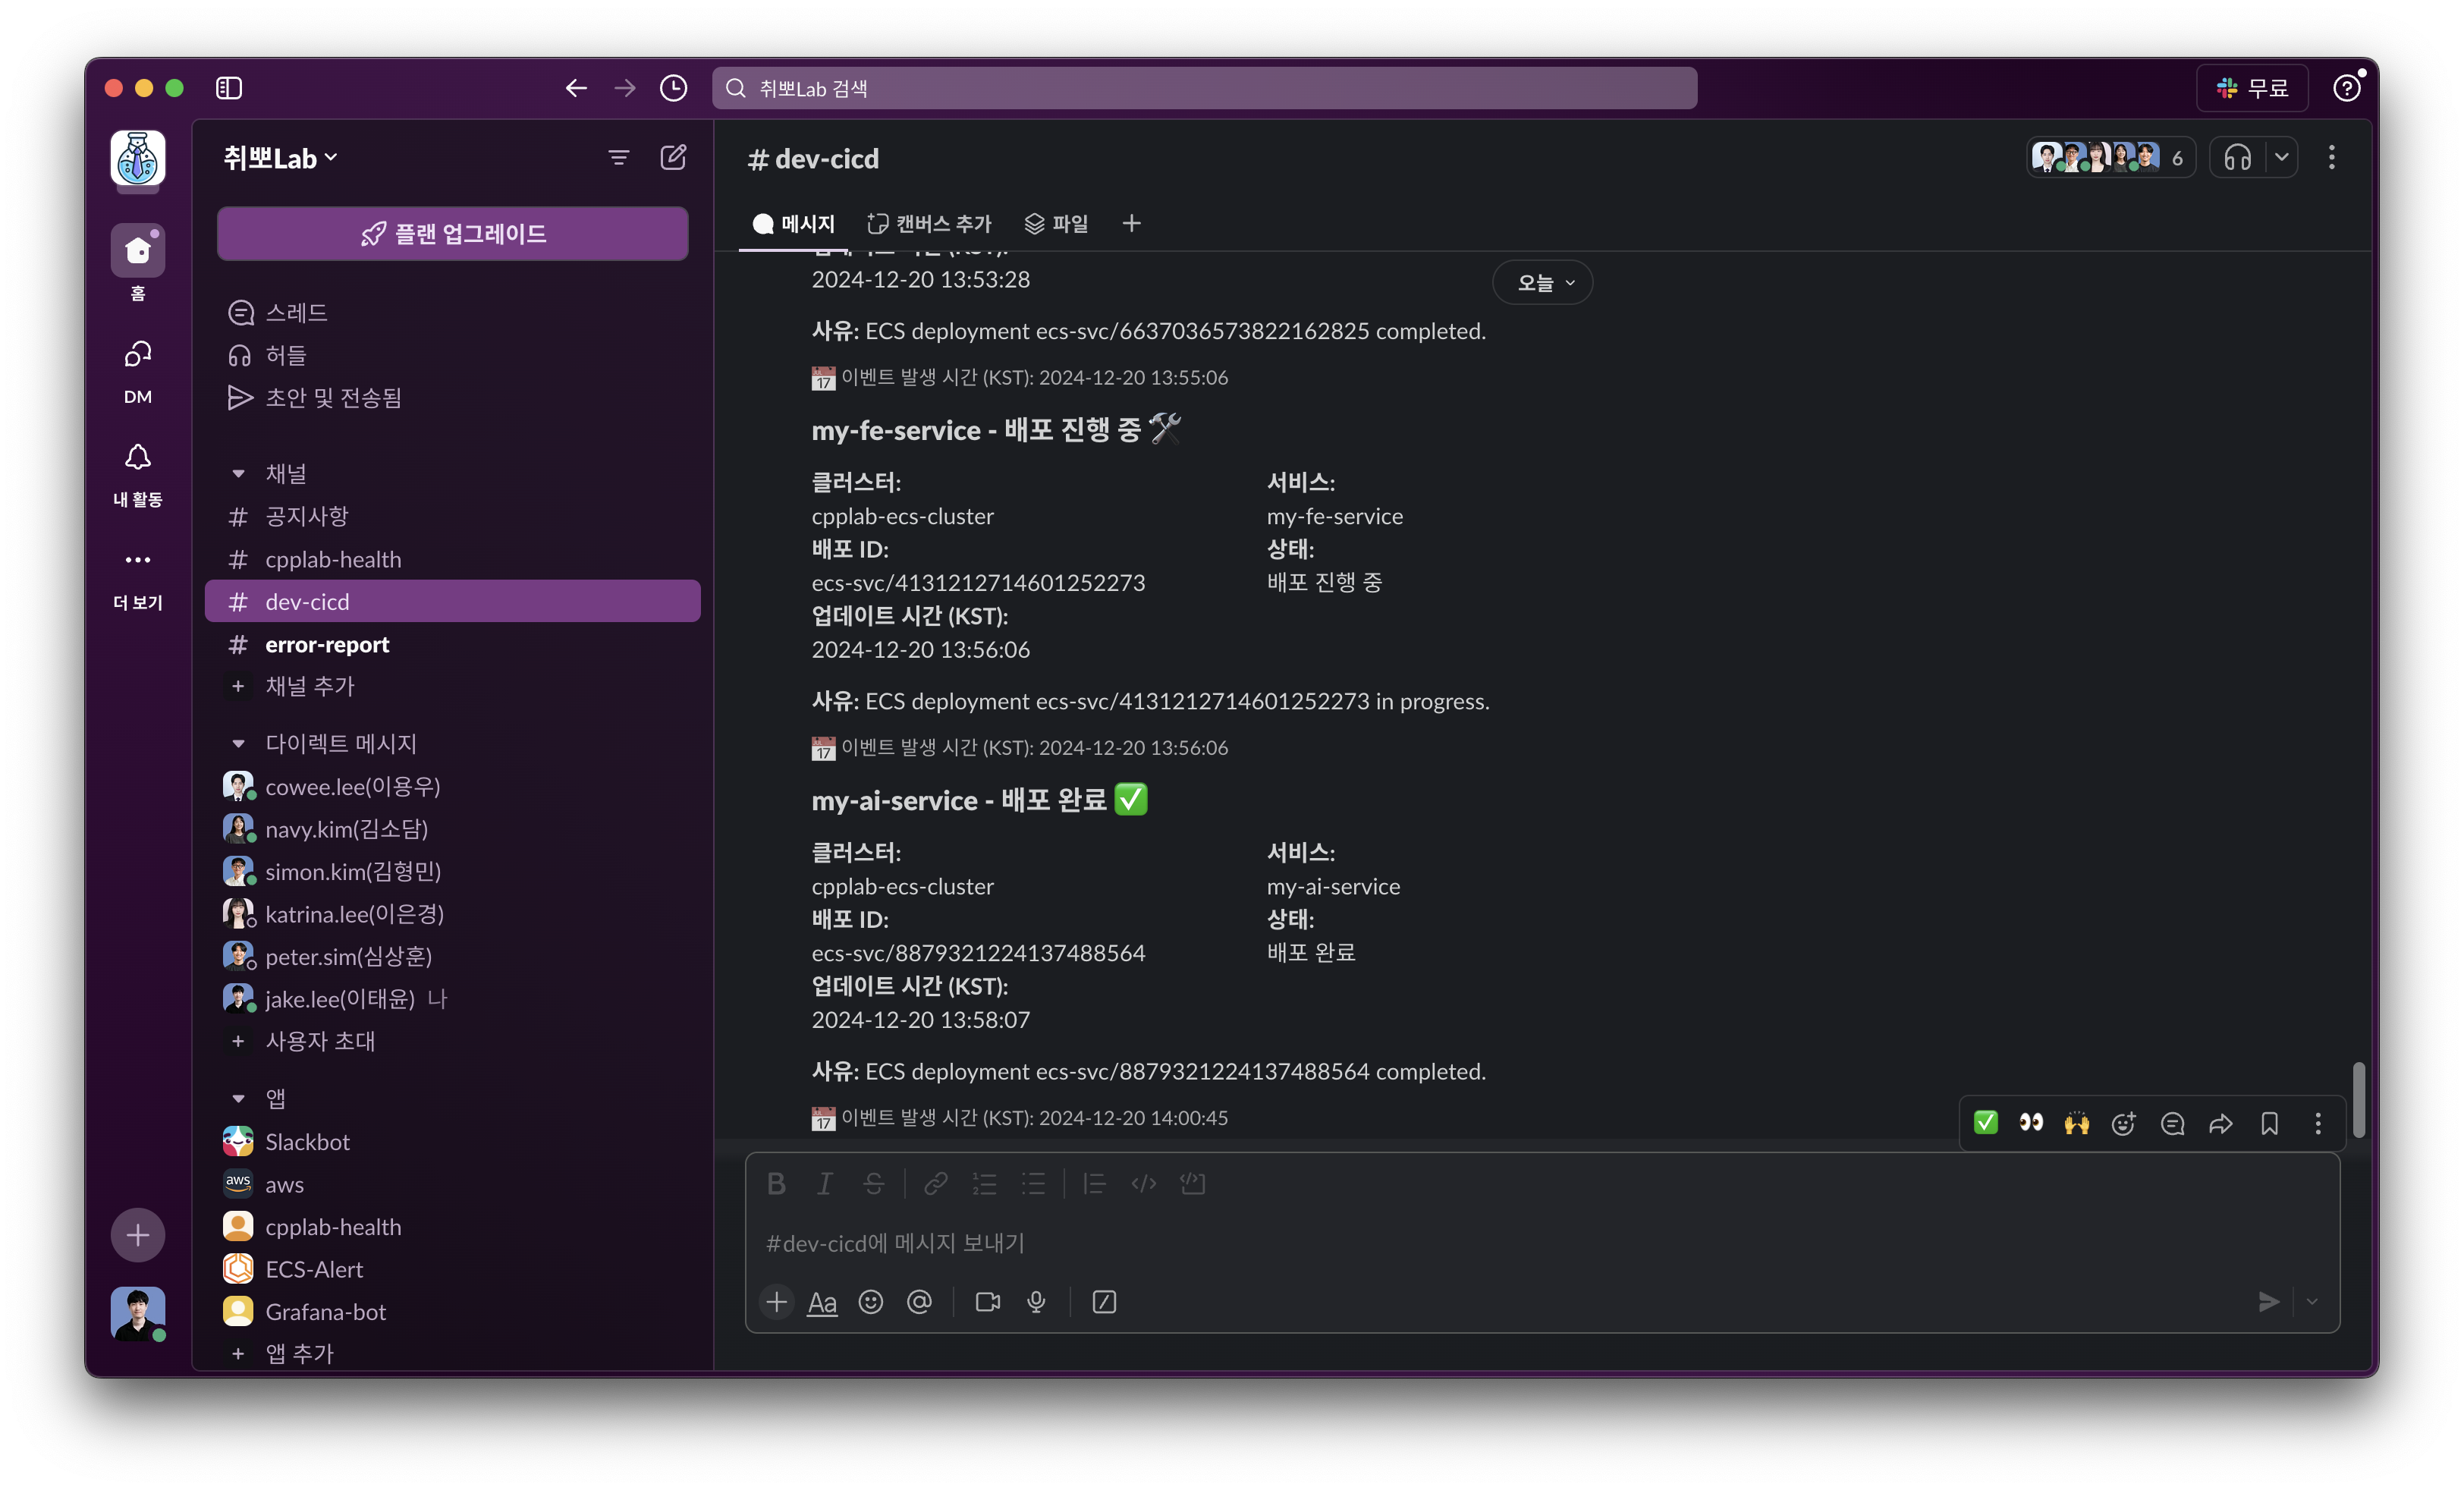 취뽀Lab 검색
무료
취뽀Lab
플랜 업그레이드
홈
DM
내 활동
더 보기
스레드
허들
초안 및 전송됨
채널
# 공지사항
# cpplab-health
# dev-cicd
# error-report
+ 채널 추가
다이렉트 메시지
cowee.lee(이용우)
navy.kim(김소담)
simon.kim(김형민)
katrina.lee(이은경)
peter.sim(심상훈)
jake.lee(이태윤) 나
+ 사용자 초대
앱
Slackbot
aws aws
cpplab-health
ECS-Alert
Grafana-bot
+ 앱 추가
# dev-cicd
6
메시지 캔버스 추가 파일
업데이트 시간 (KST):
2024-12-20 13:53:28
오늘
사유: ECS deployment ecs-svc/6637036573822162825 completed.
JUL 17 이벤트 발생 시간 (KST): 2024-12-20 13:55:06
my-fe-service - 배포 진행 중
클러스터: 서비스:
cpplab-ecs-cluster my-fe-service
배포 ID: 상태:
ecs-svc/4131212714601252273 배포 진행 중
업데이트 시간 (KST):
2024-12-20 13:56:06
사유: ECS deployment ecs-svc/4131212714601252273 in progress.
JUL 17 이벤트 발생 시간 (KST): 2024-12-20 13:56:06
my-ai-service - 배포 완료 ✅
클러스터: 서비스:
cpplab-ecs-cluster my-ai-service
배포 ID: 상태:
ecs-svc/8879321224137488564 배포 완료
업데이트 시간 (KST):
2024-12-20 13:58:07
사유: ECS deployment ecs-svc/8879321224137488564 completed.
JUL 17 이벤트 발생 시간 (KST): 2024-12-20 14:00:45
B I S
#dev-cicd에 메시지 보내기
Aa